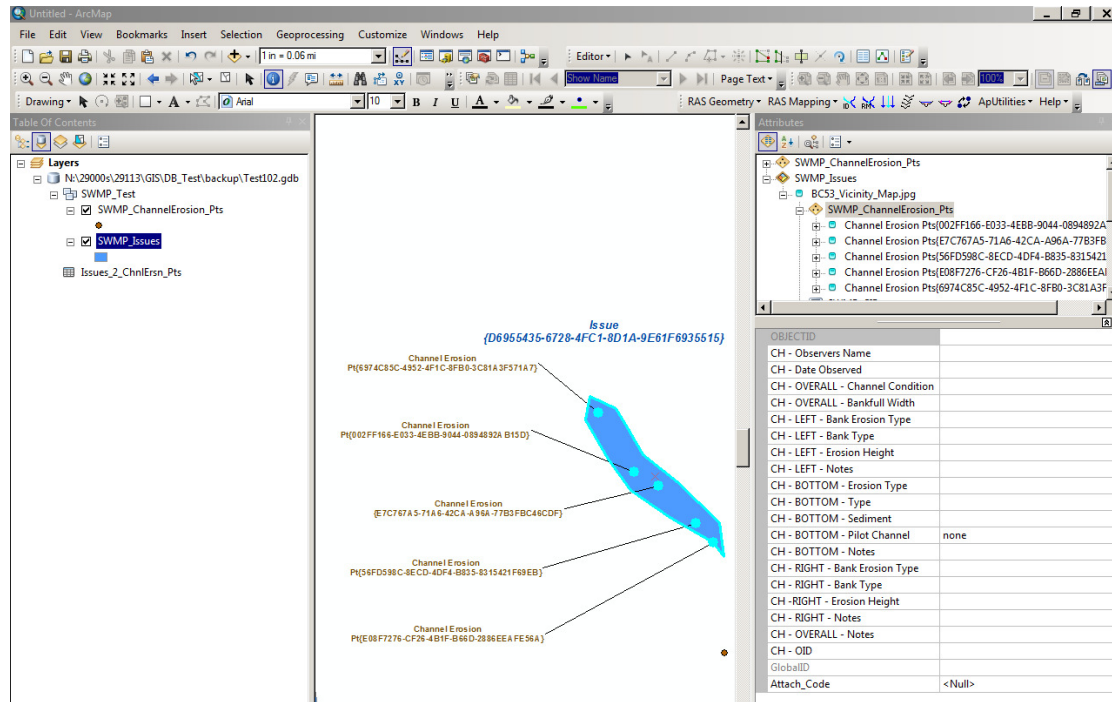 Untitled - ArcMap
File Edit View Bookmarks Insert Selection Geoprocessing Customize Windows Help
1 in = 0.06 mi
Editor
Show Name
Page Text
100%
Drawing
A
Arial
10
B I U A
RAS Geometry RAS Mapping
ApUtilities Help
Table Of Contents
Layers
N:\29000s\29113\GIS\DB_Test\backup\Test102.gdb
SWMP_Test
SWMP_ChannelErosion_Pts
SWMP_Issues
Issues_2_ChnlErsn_Pts
Issue
{D6955435-6728-4FC1-8D1A-9E61F6935515}
Channel Erosion
Pt{6974C85C-4952-4F1C-8FB0-3C81A3F571A7}
Channel Erosion
Pt{002FF166-E033-4EBB-9044-0894892A B15D}
Channel Erosion
{E7C767A5-71A6-42CA-A96A-77B3FBC46CDF}
Channel Erosion
Pt{56FD598C-8ECD-4DF4-B835-8315421F69EB}
Channel Erosion
Pt{E08F7276-CF26-4B1F-B66D-2886EEAFE56A}
Attributes
SWMP_ChannelErosion_Pts
SWMP_Issues
BC53_Vicinity_Map.jpg
SWMP_ChannelErosion_Pts
Channel Erosion Pts{002FF166-E033-4EBB-9044-0894892A
Channel Erosion Pts{E7C767A5-71A6-42CA-A96A-77B3FB
Channel Erosion Pts{56FD598C-8ECD-4DF4-B835-8315421
Channel Erosion Pts{E08F7276-CF26-4B1F-B66D-2886EEAI
Channel Erosion Pts{6974C85C-4952-4F1C-8FB0-3C81A3F
OBJECTID
CH - Observers Name
CH - Date Observed
CH - OVERALL - Channel Condition
CH - OVERALL - Bankfull Width
CH - LEFT - Bank Erosion Type
CH - LEFT - Bank Type
CH - LEFT - Erosion Height
CH - LEFT - Notes
CH - BOTTOM - Erosion Type
CH - BOTTOM - Type
CH - BOTTOM - Sediment
CH - BOTTOM - Pilot Channel none
CH - BOTTOM - Notes
CH - RIGHT - Bank Erosion Type
CH - RIGHT - Bank Type
CH -RIGHT - Erosion Height
CH - RIGHT - Notes
CH - OVERALL - Notes
CH - OID
GlobalID
Attach_Code <Null>